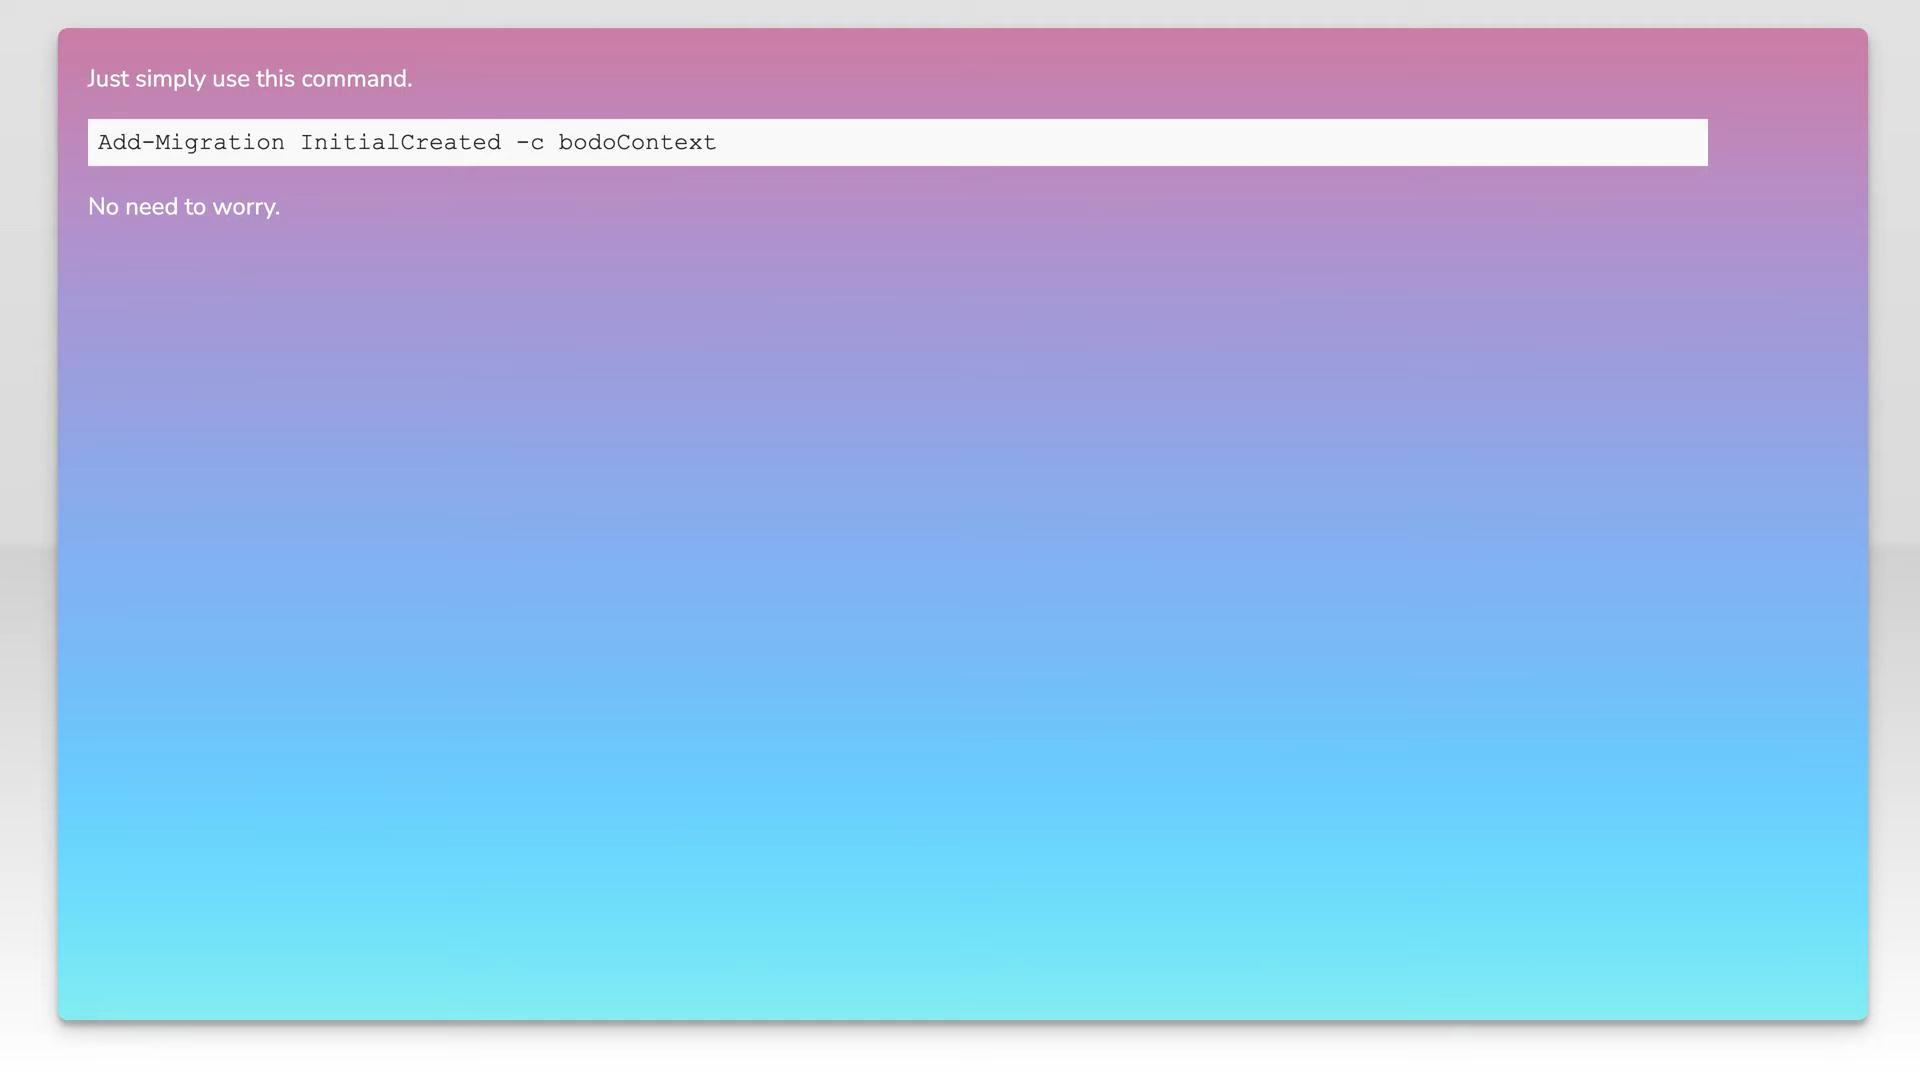 Just simply use this command.
Add-Migration InitialCreated -c bodoContext
No need to worry.